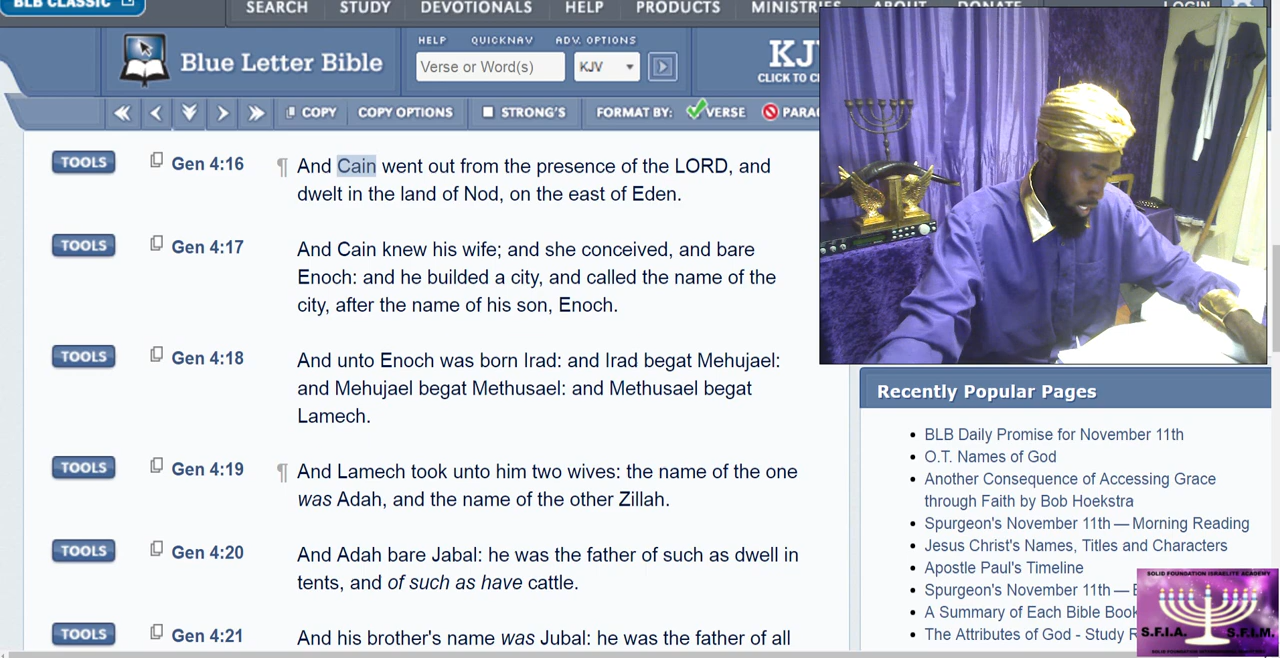 BLB CLASSIC
SEARCH STUDY DEVOTIONALS HELP PRODUCTS MINISTRIES ABOUT DONATE LOGIN
Blue Letter Bible
HELP QUICKNAV ADV. OPTIONS
Verse or Word(s) KJV
CLICK TO
COPY COPY OPTIONS STRONG'S FORMAT BY: VERSE
TOOLS Gen 4:16 ¶ And Cain went out from the presence of the LORD, and
dwelt in the land of Nod, on the east of Eden.
TOOLS Gen 4:17 And Cain knew his wife; and she conceived, and bare
Enoch: and he builded a city, and called the name of the
city, after the name of his son, Enoch.
TOOLS Gen 4:18 And unto Enoch was born Irad: and Irad begat Mehujael:
and Mehujael begat Methusael: and Methusael begat
Lamech.
TOOLS Gen 4:19 ¶ And Lamech took unto him two wives: the name of the one
was Adah, and the name of the other Zillah.
TOOLS Gen 4:20 And Adah bare Jabal: he was the father of such as dwell in
tents, and of such as have cattle.
TOOLS Gen 4:21 And his brother's name was Jubal: he was the father of all
Recently Popular Pages
BLB Daily Promise for November 11th
O.T. Names of God
Another Consequence of Accessing Grace
through Faith by Bob Hoekstra
Spurgeon's November 11th — Morning Reading
Jesus Christ's Names, Titles and Characters
Apostle Paul's Timeline
Spurgeon's November 11th —
A Summary of Each Bible Book
The Attributes of God - Study
SOLID FOUNDATION ISRAELITE ACADEMY
S.F.I.A. S.F.I.M.